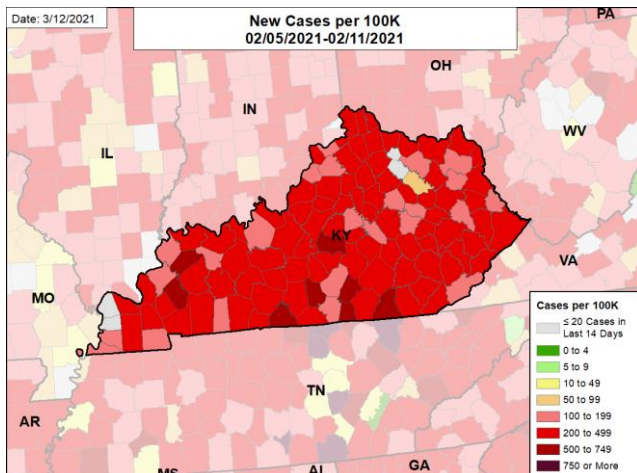 Date: 3/12/2021
New Cases per 100K
02/05/2021-02/11/2021
PA
OH
IN
IL
WV
KY
VA
MO
TN
AR
MS
AL
GA
Cases per 100K
≤ 20 Cases in
Last 14 Days
0 to 4
5 to 9
10 to 49
50 to 99
100 to 199
200 to 499
500 to 749
750 or More